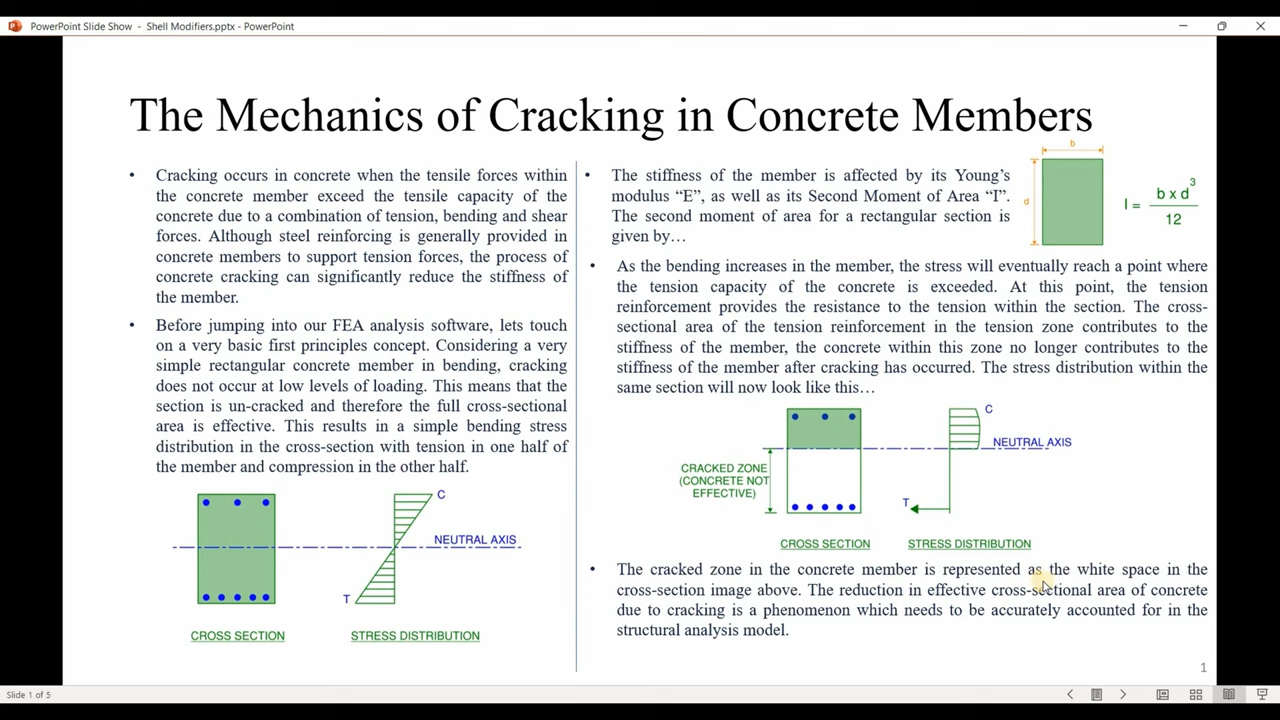 PowerPoint Slide Show - Shell Modifiers.pptx - PowerPoint
The Mechanics of Cracking in Concrete Members
• Cracking occurs in concrete when the tensile forces within
the concrete member exceed the tensile capacity of the
concrete due to a combination of tension, bending and shear
forces. Although steel reinforcing is generally provided in
concrete members to support tension forces, the process of
concrete cracking can significantly reduce the stiffness of
the member.
• Before jumping into our FEA analysis software, lets touch
on a very basic first principles concept. Considering a very
simple rectangular concrete member in bending, cracking
does not occur at low levels of loading. This means that the
section is un-cracked and therefore the full cross-sectional
area is effective. This results in a simple bending stress
distribution in the cross-section with tension in one half of
the member and compression in the other half.
C
NEUTRAL AXIS
T
CROSS SECTION
STRESS DISTRIBUTION
• The stiffness of the member is affected by its Young's
modulus “E”, as well as its Second Moment of Area “I”.
The second moment of area for a rectangular section is
given by…
b
d
I = b x d³
12
• As the bending increases in the member, the stress will eventually reach a point where
the tension capacity of the concrete is exceeded. At this point, the tension
reinforcement provides the resistance to the tension within the section. The cross-
sectional area of the tension reinforcement in the tension zone contributes to the
stiffness of the member, the concrete within this zone no longer contributes to the
stiffness of the member after cracking has occurred. The stress distribution within the
same section will now look like this…
C
NEUTRAL AXIS
CRACKED ZONE
(CONCRETE NOT
EFFECTIVE)
T
CROSS SECTION
STRESS DISTRIBUTION
• The cracked zone in the concrete member is represented as the white space in the
cross-section image above. The reduction in effective cross-sectional area of concrete
due to cracking is a phenomenon which needs to be accurately accounted for in the
structural analysis model.
1
Slide 1 of 5